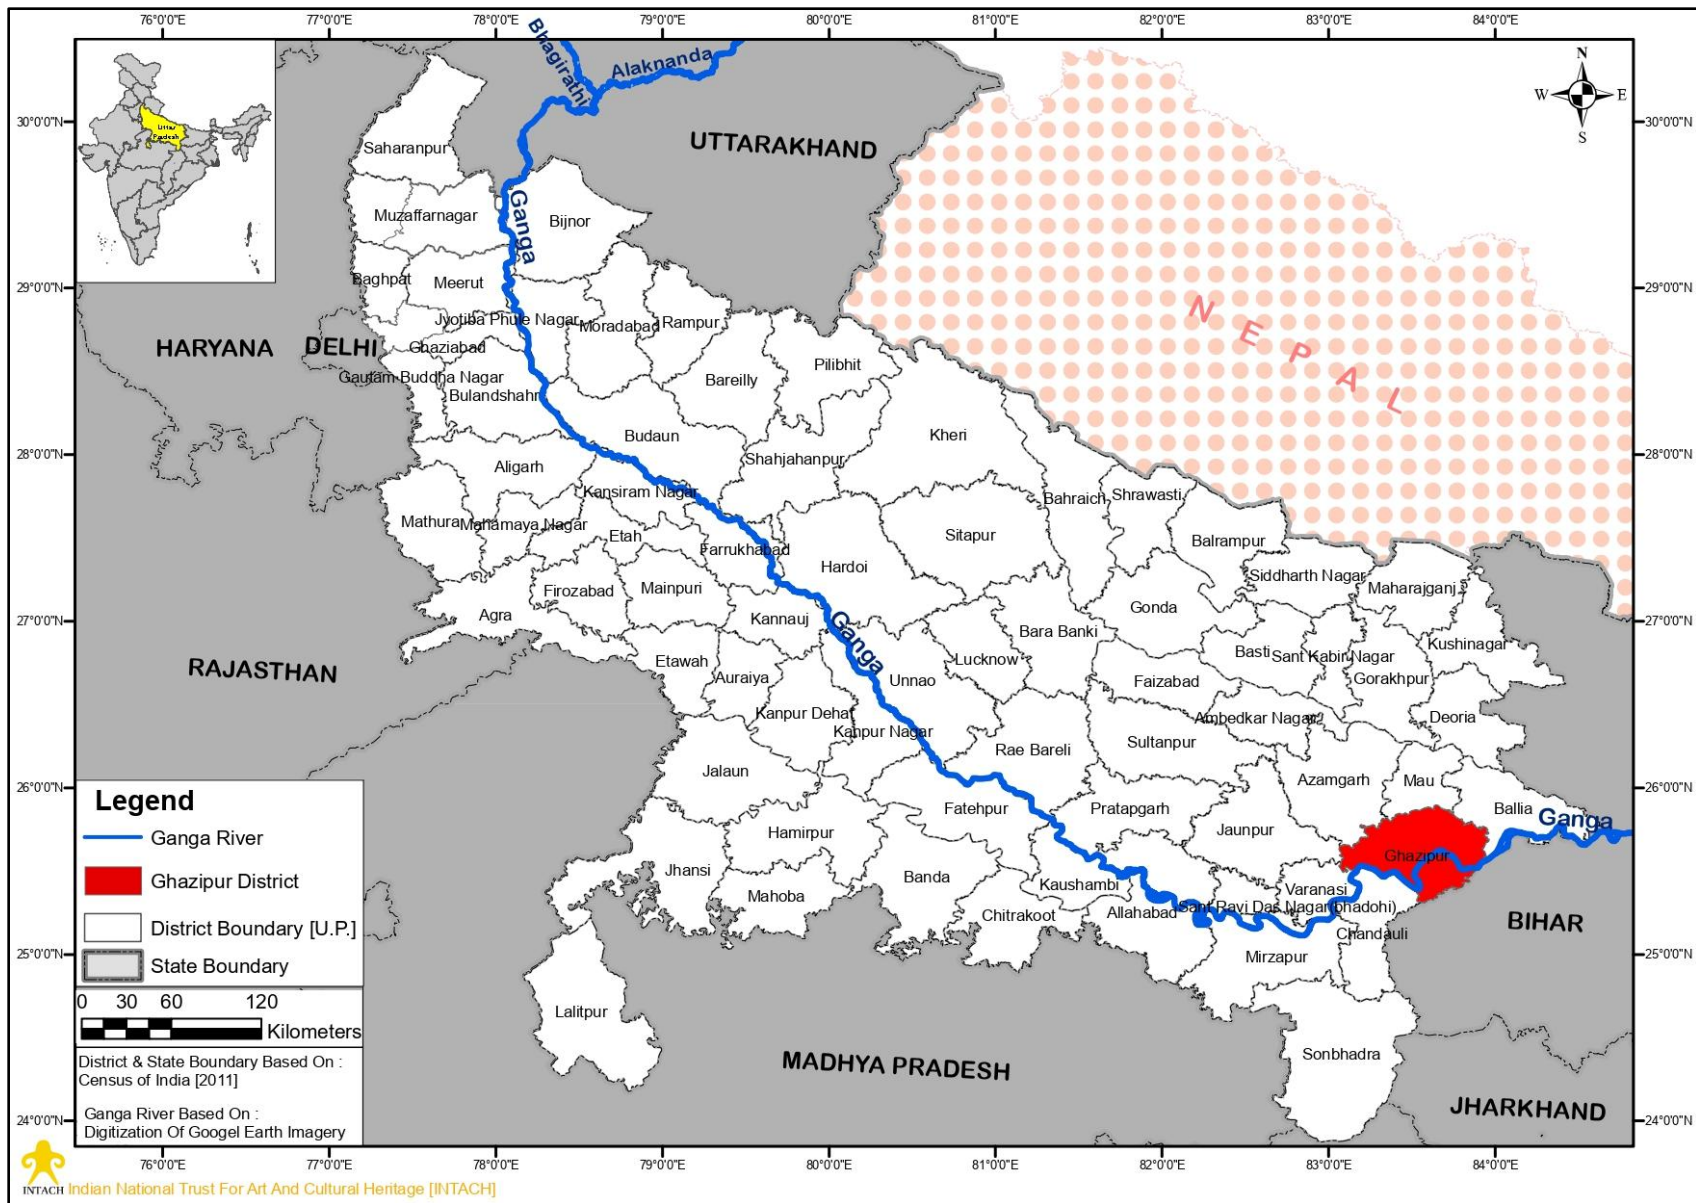 76°0'0"E 77°0'0"E 78°0'0"E 79°0'0"E 80°0'0"E 81°0'0"E 82°0'0"E 83°0'0"E 84°0'0"E
Uttar
Pradesh
Bhagirathi
Alaknanda
N
W E
S
30°0'0"N 30°0'0"N
UTTARAKHAND
Saharanpur
Ganga
Muzaffarnagar
Bijnor
Baghpat
Meerut
29°0'0"N 29°0'0"N
NEPAL
Jyotiba Phule Nagar
Moradabad
Rampur
HARYANA
DELHI
Ghaziabad
Pilibhit
Gautam Buddha Nagar
Bareilly
Bulandshahr
Budaun
Kheri
28°0'0"N 28°0'0"N
Aligarh
Shahjahanpur
Kansiram Nagar
Bahraich
Shrawasti
Mathura
Mahamaya Nagar
Etah
Sitapur
Balrampur
Farrukhabad
Hardoi
Siddharth Nagar
Maharajganj
Firozabad
Mainpuri
Agra
Kannauj
Gonda
27°0'0"N 27°0'0"N
Ganga
Bara Banki
Kushinagar
RAJASTHAN
Etawah
Lucknow
Basti
Sant Kabir Nagar
Auraiya
Unnao
Faizabad
Gorakhpur
Kanpur Dehat
Ambedkar Nagar
Deoria
Kanpur Nagar
Rae Bareli
Sultanpur
Jalaun
Azamgarh
Mau
26°0'0"N 26°0'0"N
Fatehpur
Pratapgarh
Ballia
Ganga
Hamirpur
Jaunpur
Ghazipur
Jhansi
Banda
Kaushambi
Varanasi
Mahoba
Chitrakoot
Allahabad
Sant Ravi Das Nagar(bhadohi)
BIHAR
Chandauli
25°0'0"N 25°0'0"N
Mirzapur
Lalitpur
Sonbhadra
MADHYA PRADESH
JHARKHAND
24°0'0"N 24°0'0"N
Legend
Ganga River
Ghazipur District
District Boundary [U.P.]
State Boundary
0 30 60 120
Kilometers
District & State Boundary Based On :
Census of India [2011]
Ganga River Based On :
Digitization Of Googel Earth Imagery
76°0'0"E 77°0'0"E 78°0'0"E 79°0'0"E 80°0'0"E 81°0'0"E 82°0'0"E 83°0'0"E 84°0'0"E
INTACH Indian National Trust For Art And Cultural Heritage [INTACH]